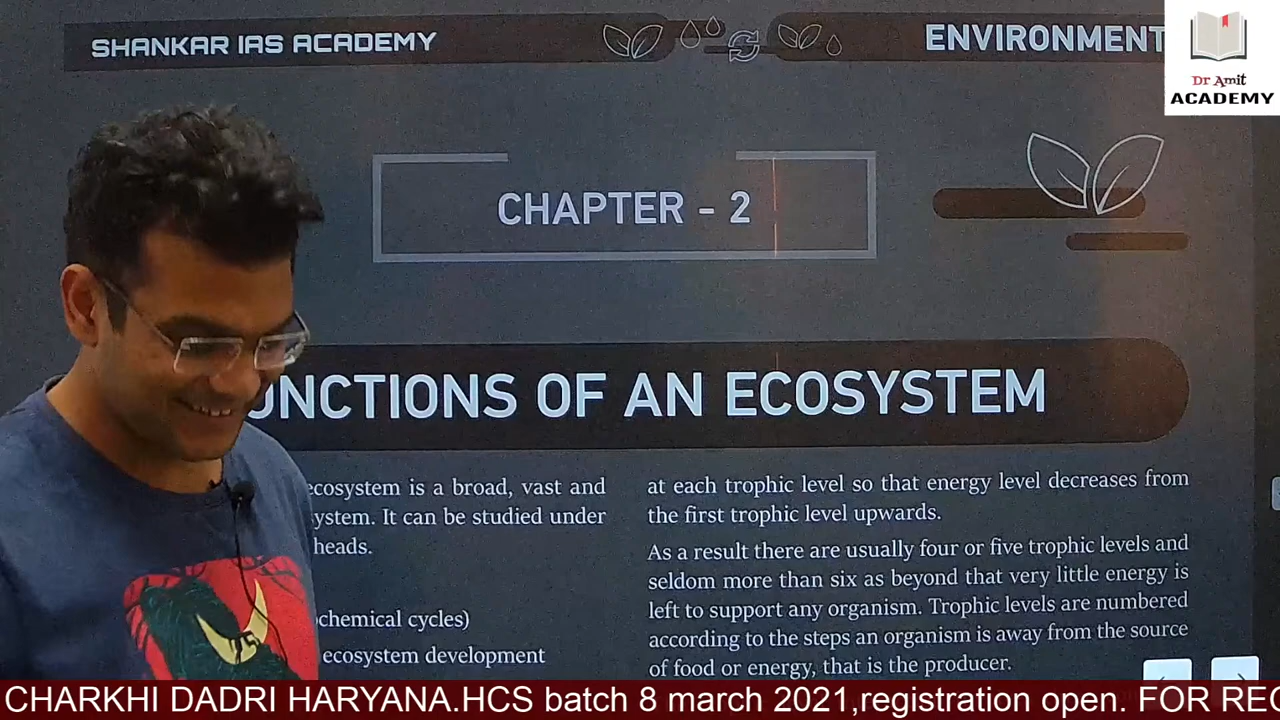 SHANKAR IAS ACADEMY
ENVIRONMENT
Dr Amit
ACADEMY
CHAPTER - 2
UNCTIONS OF AN ECOSYSTEM
ecosystem is a broad, vast and
ystem. It can be studied under
heads.
chemical cycles)
ecosystem development
at each trophic level so that energy level decreases from
the first trophic level upwards.
As a result there are usually four or five trophic levels and
seldom more than six as beyond that very little energy is
left to support any organism. Trophic levels are numbered
according to the steps an organism is away from the source
of food or energy, that is the producer.
CHARKHI DADRI HARYANA.HCS batch 8 march 2021,registration open. FOR REG